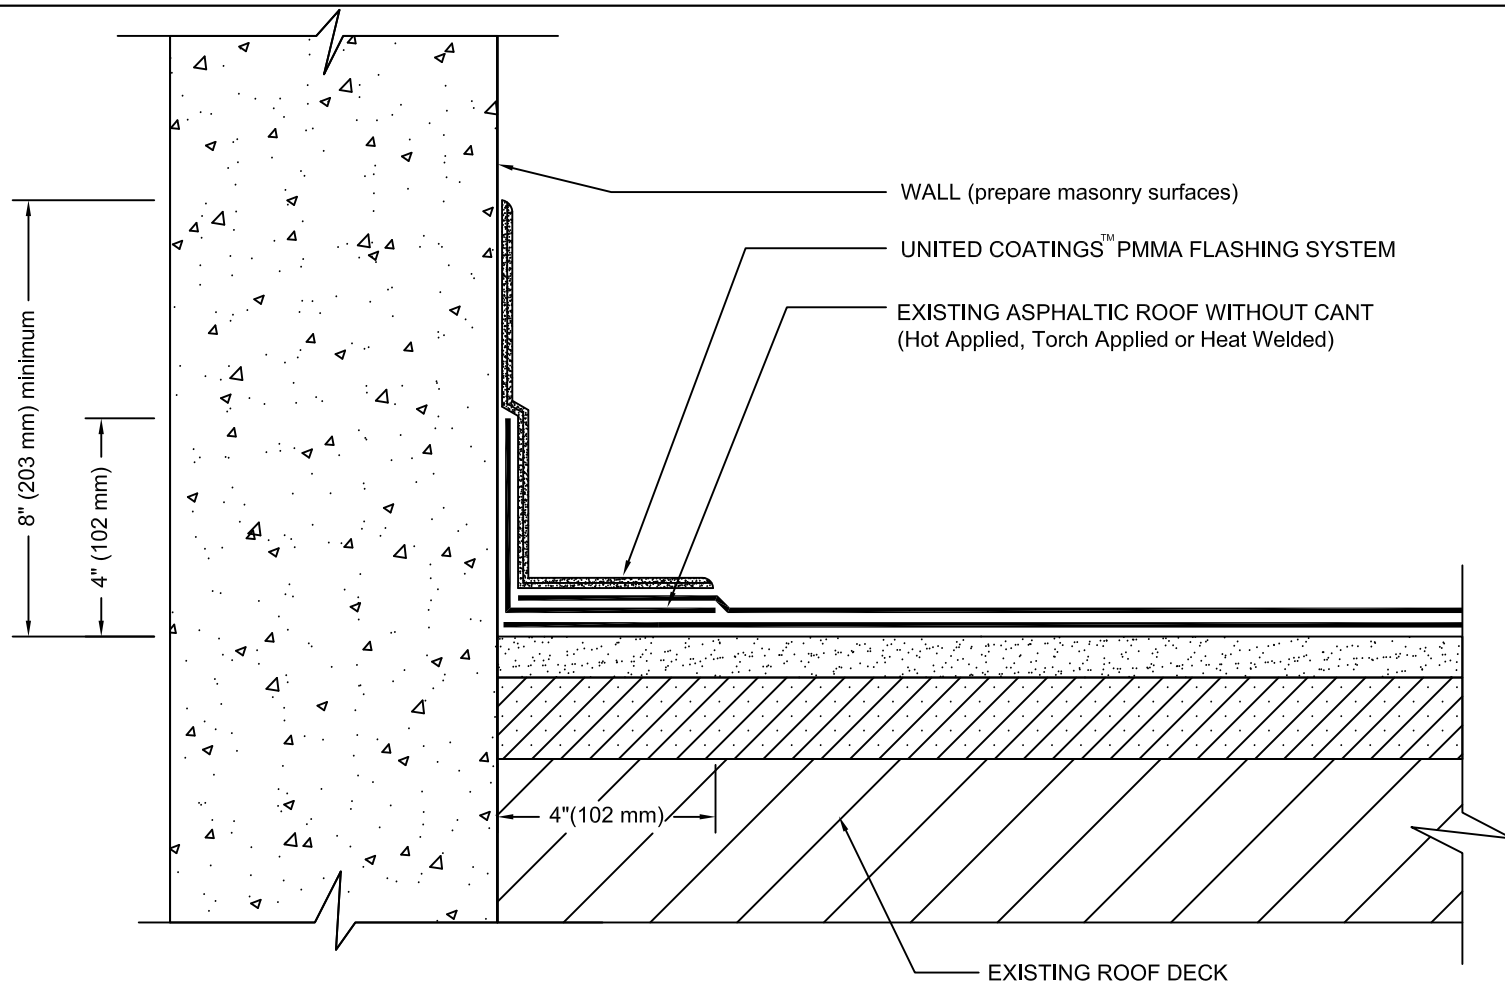 WALL (prepare masonry surfaces)
UNITED COATINGS™ PMMA FLASHING SYSTEM
EXISTING ASPHALTIC ROOF WITHOUT CANT
(Hot Applied, Torch Applied or Heat Welded)
8" (203 mm) minimum
4" (102 mm)
4"(102 mm)
EXISTING ROOF DECK